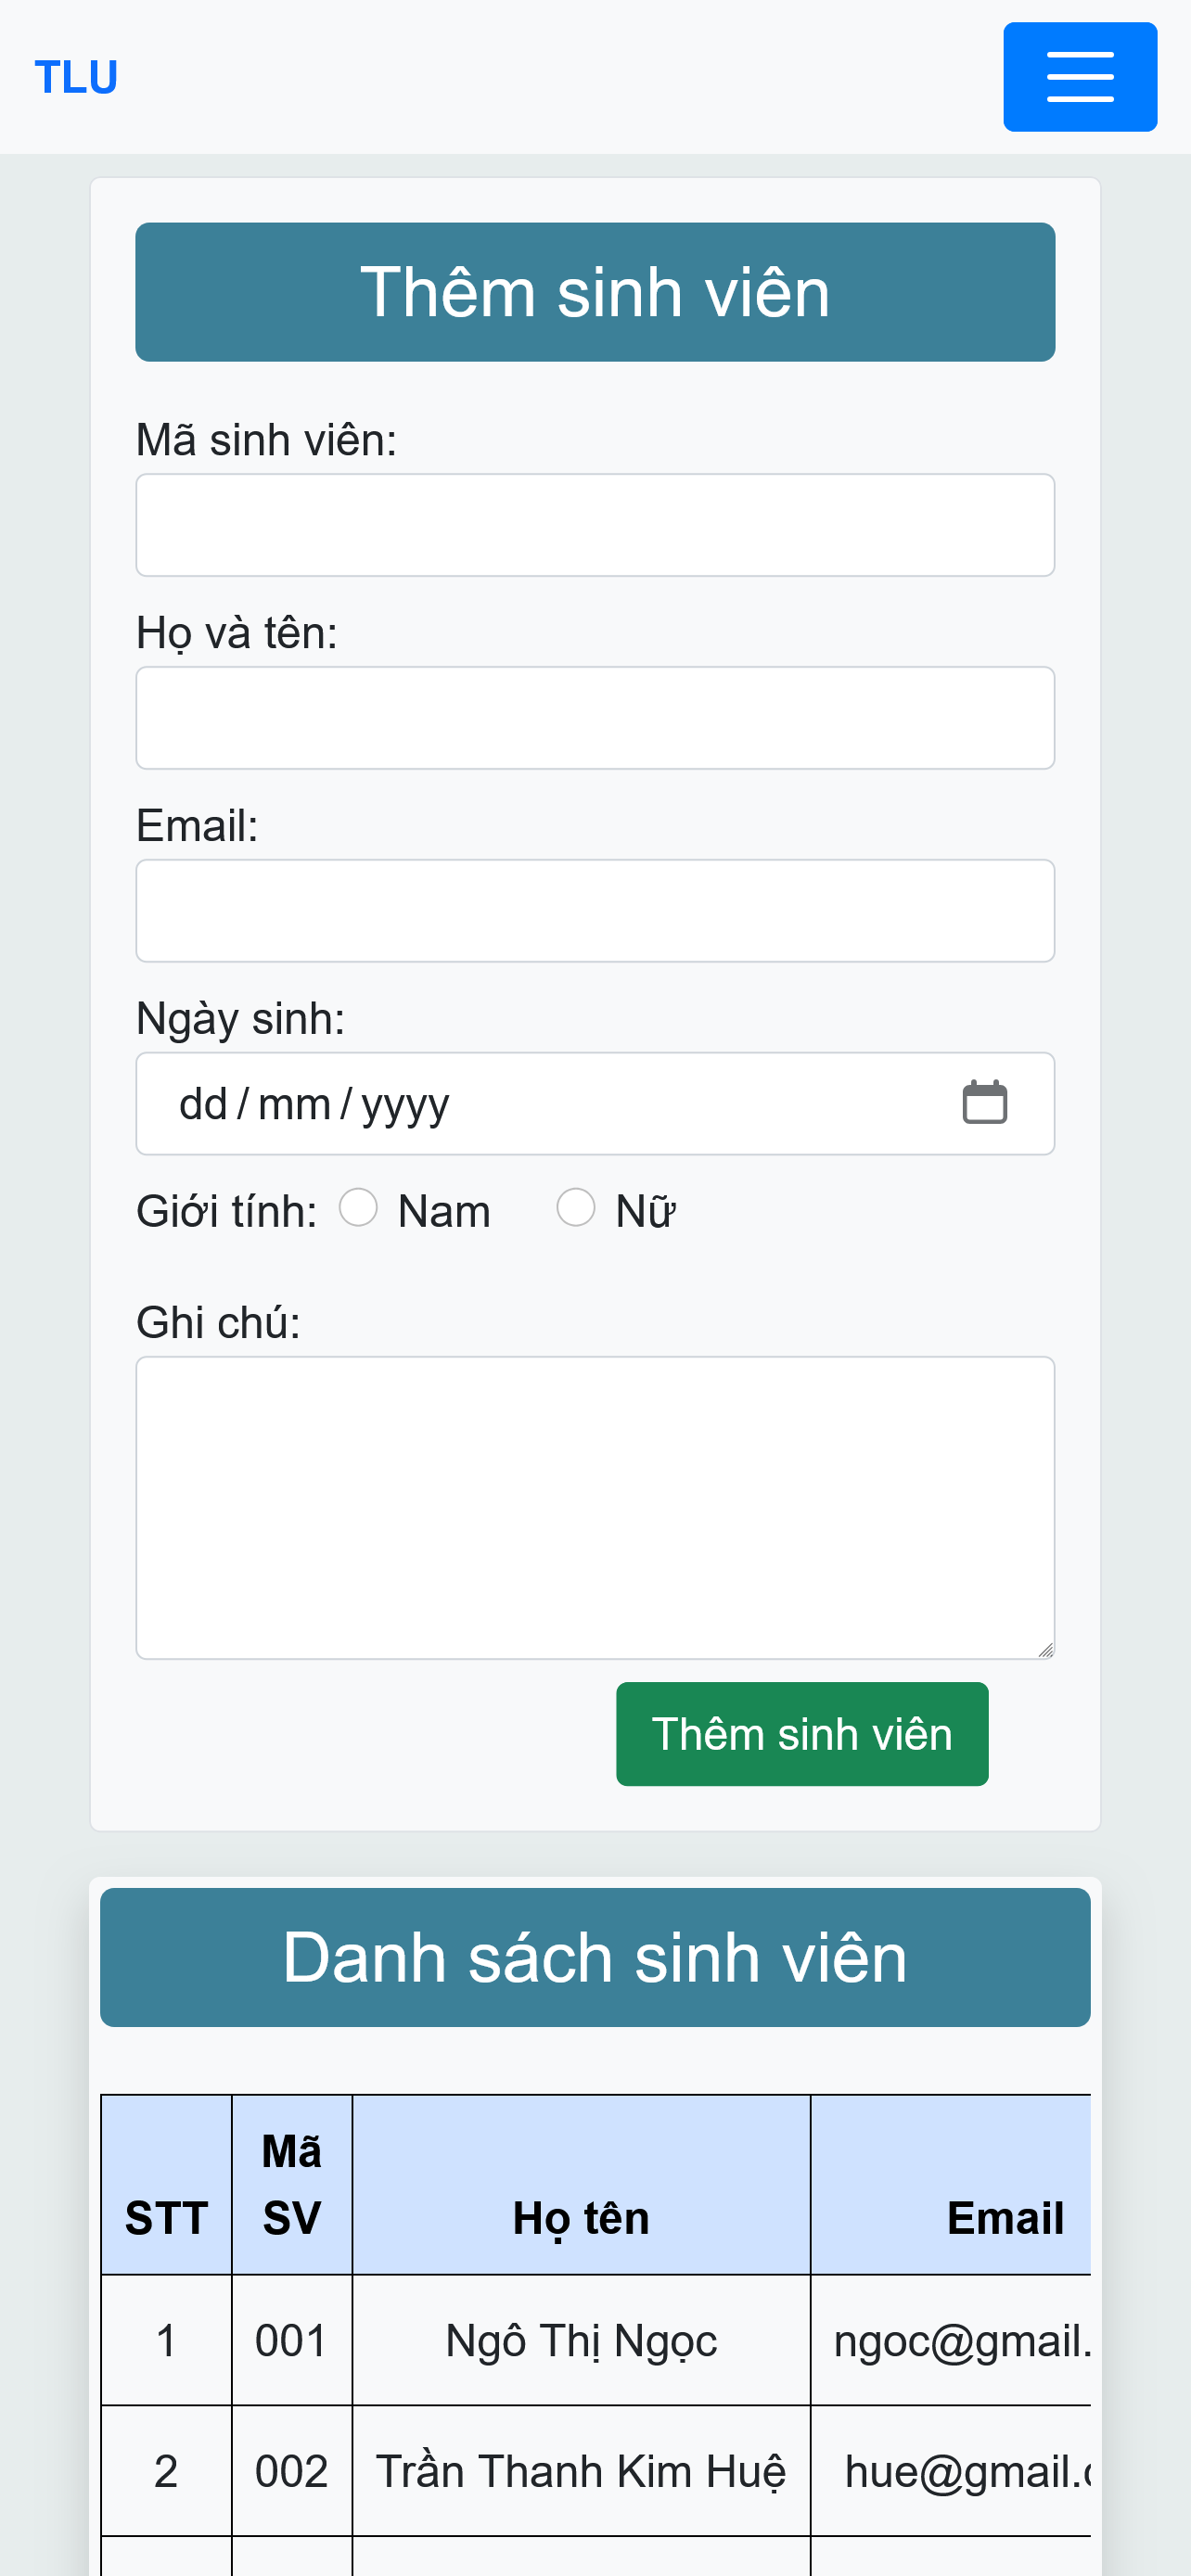 TLU
Thêm sinh viên
Mã sinh viên:
Họ và tên:
Email:
Ngày sinh:
dd/mm/yyyy
Giới tính: Nam Nữ
Ghi chú:
Thêm sinh viên
Danh sách sinh viên
STT Mã SV Họ tên Email
1 001 Ngô Thị Ngọc ngoc@gmail.
2 002 Trần Thanh Kim Huệ hue@gmail.